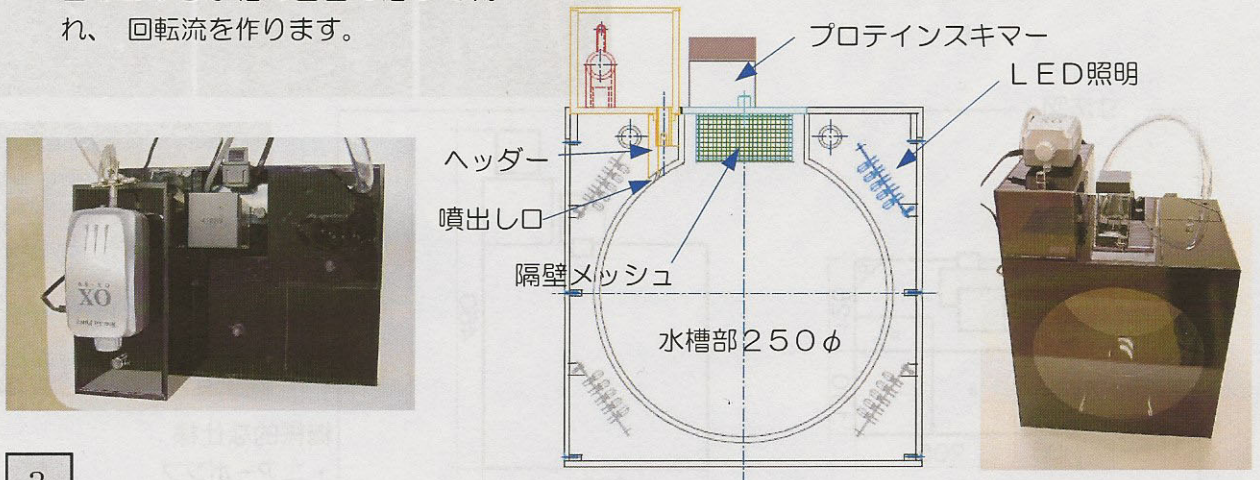 れ、 回転流を作ります。
プロテインスキマー
LED照明
ヘッダー
噴出し口
隔壁メッシュ
水槽部250φ
OX